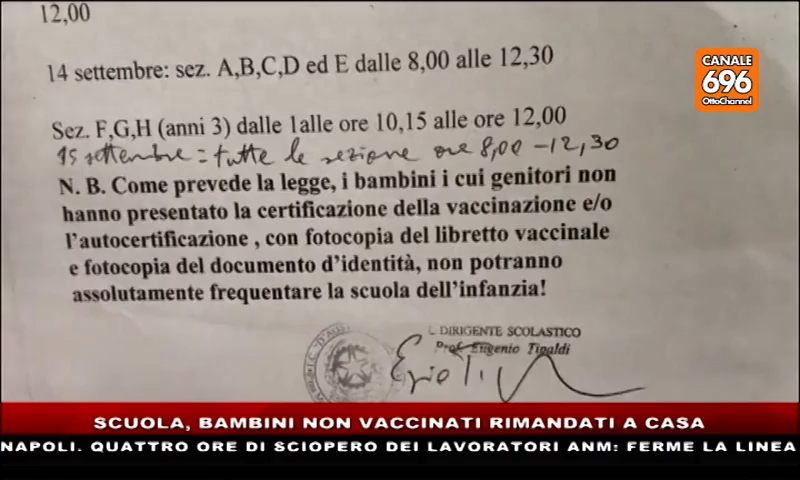 12,00
14 settembre: sez. A,B,C,D ed E dalle 8,00 alle 12,30
CANALE
696
OttoChannel
Sez. F,G,H (anni 3) dalle 1alle ore 10,15 alle ore 12,00
15 settembre = tutte le sezione ore 8,00 - 12,30
N. B. Come prevede la legge, i bambini i cui genitori non
hanno presentato la certificazione della vaccinazione e/o
l'autocertificazione , con fotocopia del libretto vaccinale
e fotocopia del documento d'identità, non potranno
assolutamente frequentare la scuola dell'infanzia!
L DIRIGENTE SCOLASTICO
Prof. Eugenio Tipaldi
SCUOLA, BAMBINI NON VACCINATI RIMANDATI A CASA
NAPOLI. QUATTRO ORE DI SCIOPERO DEI LAVORATORI ANM: FERME LA LINEA